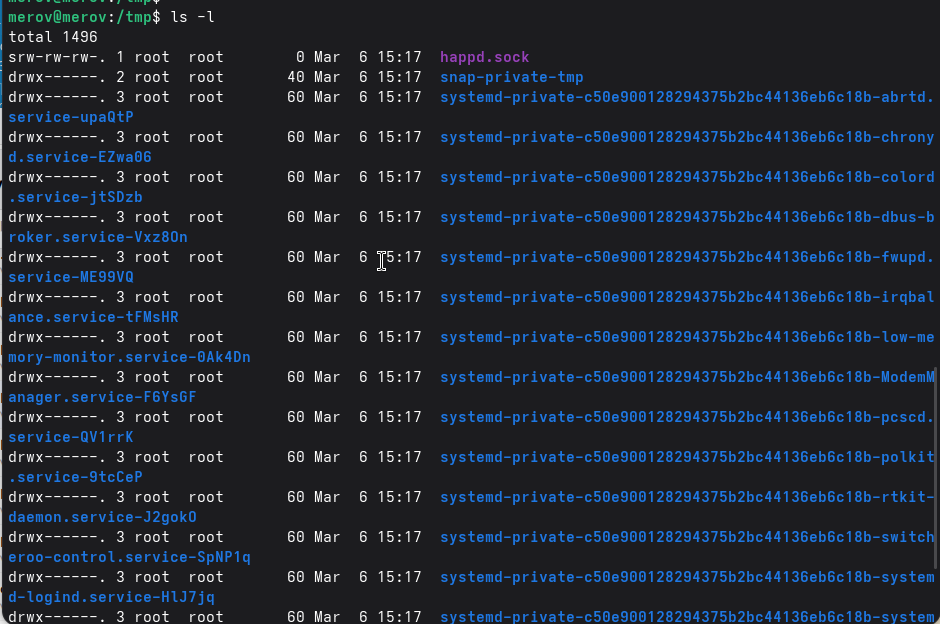 merov@merov:/tmp$ ls -l
total 1496
srw-rw-rw-. 1 root  root        0 Mar  6 15:17  happd.sock
drwx------. 2 root  root       40 Mar  6 15:17  snap-private-tmp
drwx------. 3 root  root       60 Mar  6 15:17  systemd-private-c50e900128294375b2bc44136eb6c18b-abrtd.
service-upaQtP
drwx------. 3 root  root       60 Mar  6 15:17  systemd-private-c50e900128294375b2bc44136eb6c18b-chrony
d.service-EZwa06
drwx------. 3 root  root       60 Mar  6 15:17  systemd-private-c50e900128294375b2bc44136eb6c18b-colord
.service-jtSDzb
drwx------. 3 root  root       60 Mar  6 15:17  systemd-private-c50e900128294375b2bc44136eb6c18b-dbus-b
roker.service-Vxz8On
drwx------. 3 root  root       60 Mar  6 15:17  systemd-private-c50e900128294375b2bc44136eb6c18b-fwupd.
service-ME99VQ
drwx------. 3 root  root       60 Mar  6 15:17  systemd-private-c50e900128294375b2bc44136eb6c18b-irqbal
ance.service-tFMsHR
drwx------. 3 root  root       60 Mar  6 15:17  systemd-private-c50e900128294375b2bc44136eb6c18b-low-me
mory-monitor.service-0Ak4Dn
drwx------. 3 root  root       60 Mar  6 15:17  systemd-private-c50e900128294375b2bc44136eb6c18b-ModemM
anager.service-F6YsGF
drwx------. 3 root  root       60 Mar  6 15:17  systemd-private-c50e900128294375b2bc44136eb6c18b-pcscd.
service-QV1rrK
drwx------. 3 root  root       60 Mar  6 15:17  systemd-private-c50e900128294375b2bc44136eb6c18b-polkit
.service-9tcCeP
drwx------. 3 root  root       60 Mar  6 15:17  systemd-private-c50e900128294375b2bc44136eb6c18b-rtkit-
daemon.service-J2gokO
drwx------. 3 root  root       60 Mar  6 15:17  systemd-private-c50e900128294375b2bc44136eb6c18b-switch
eroo-control.service-SpNP1q
drwx------. 3 root  root       60 Mar  6 15:17  systemd-private-c50e900128294375b2bc44136eb6c18b-system
d-logind.service-HlJ7jq
drwx------. 3 root  root       60 Mar  6 15:17  systemd-private-c50e900128294375b2bc44136eb6c18b-system